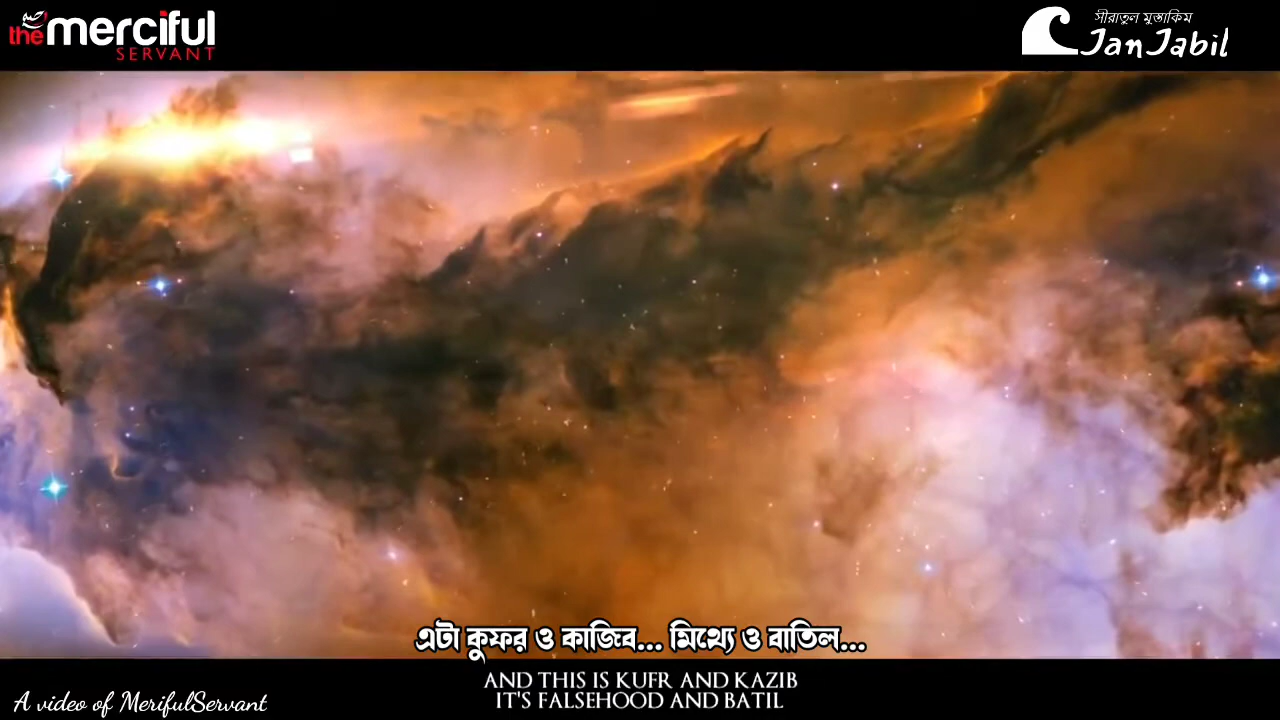 the merciful
SERVANT
সীরাতুল মুস্তাকিম
JanJabil
এটা কুফর ও কাজিব... মিথ্যে ও বাতিল...
AND THIS IS KUFR AND KAZIB
IT'S FALSEHOOD AND BATIL
A video of MerifulServant